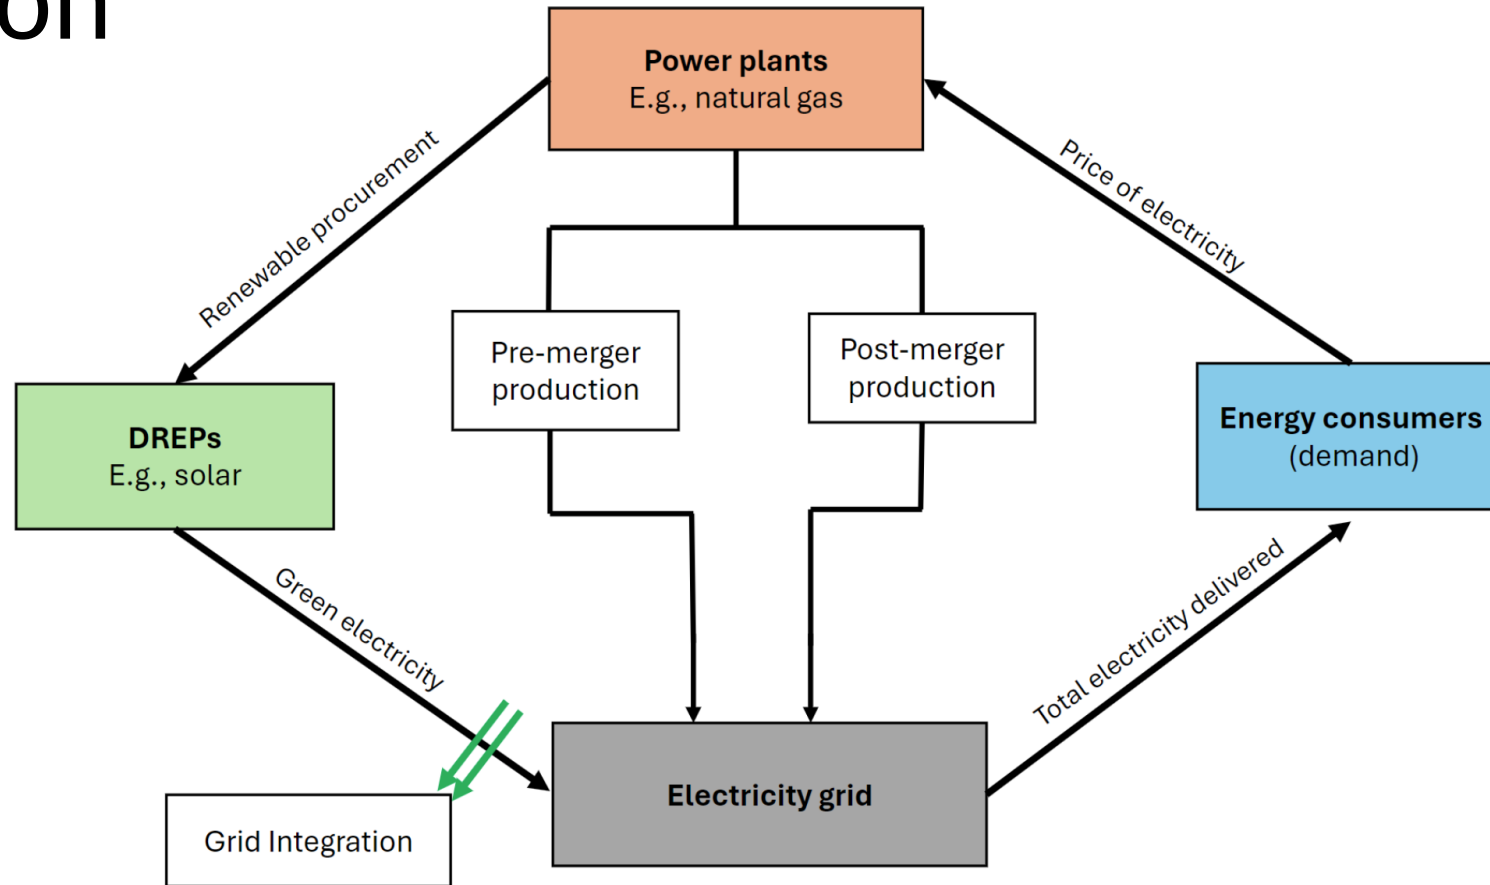 on
Power plants
E.g., natural gas
Renewable procurement
Price of electricity
Pre-merger
production
Post-merger
production
DREPs
E.g., solar
Energy consumers
(demand)
Green electricity
Total electricity delivered
Electricity grid
Grid Integration